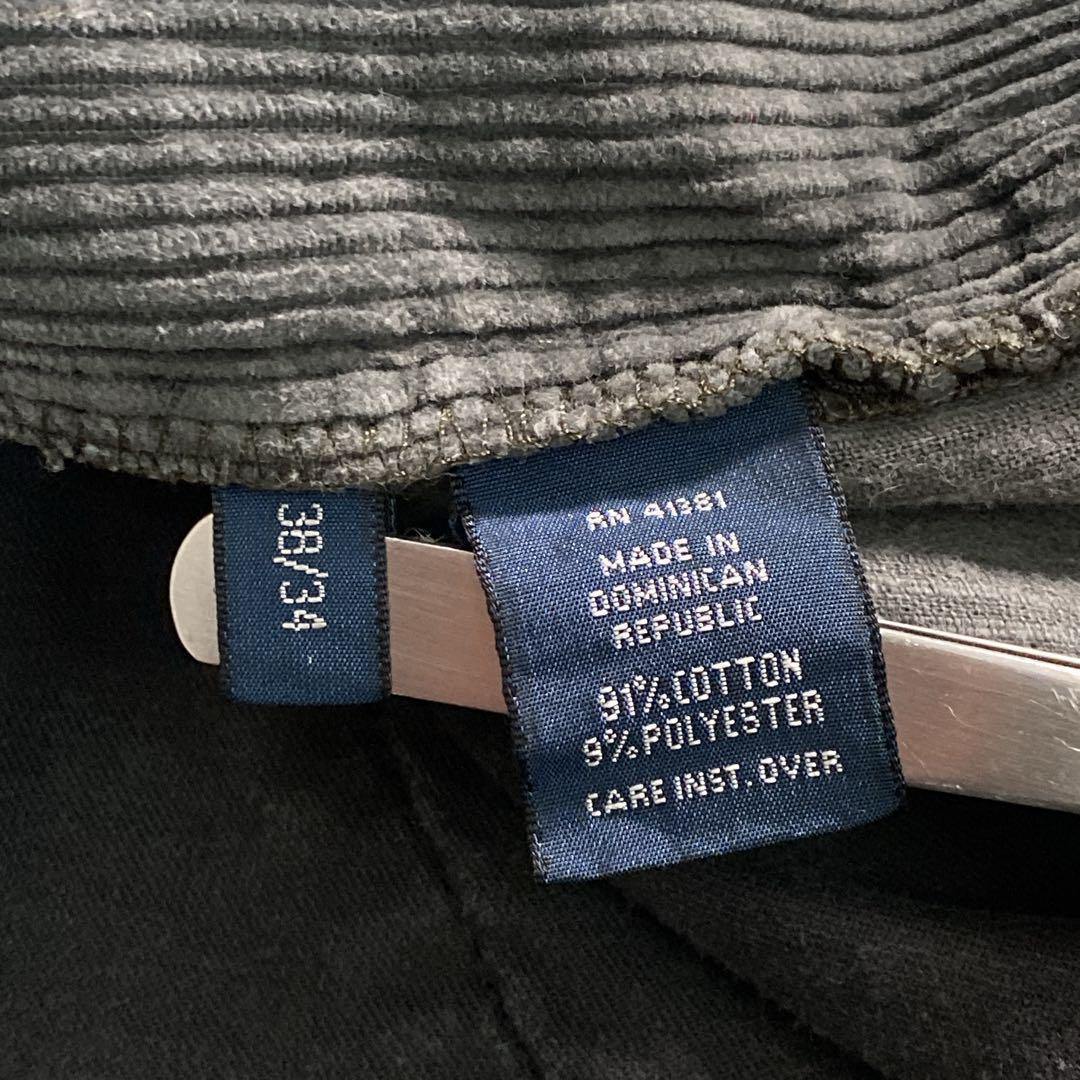 38/34
RN 41381
MADE IN
DOMINICAN
REPUBLIC
91% COTTON
9% POLYESTER
CARE INST. OVER